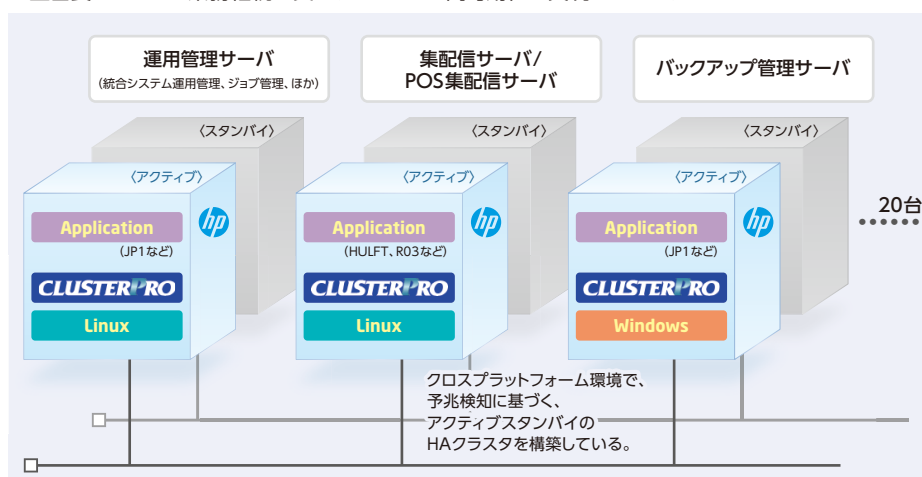 運用管理サーバ
(統合システム運用管理、ジョブ管理、ほか)
集配信サーバ/
POS集配信サーバ
バックアップ管理サーバ
〈スタンバイ〉
〈スタンバイ〉
〈スタンバイ〉
〈アクティブ〉
〈アクティブ〉
〈アクティブ〉
20台
Application
hp
Application
hp
Application
hp
(JP1など)
(HULFT、R03など)
(JP1など)
CLUSTERPRO
CLUSTERPRO
CLUSTERPRO
Linux
Linux
Windows
クロスプラットフォーム環境で、
予兆検知に基づく、
アクティブスタンバイの
HAクラスタを構築している。